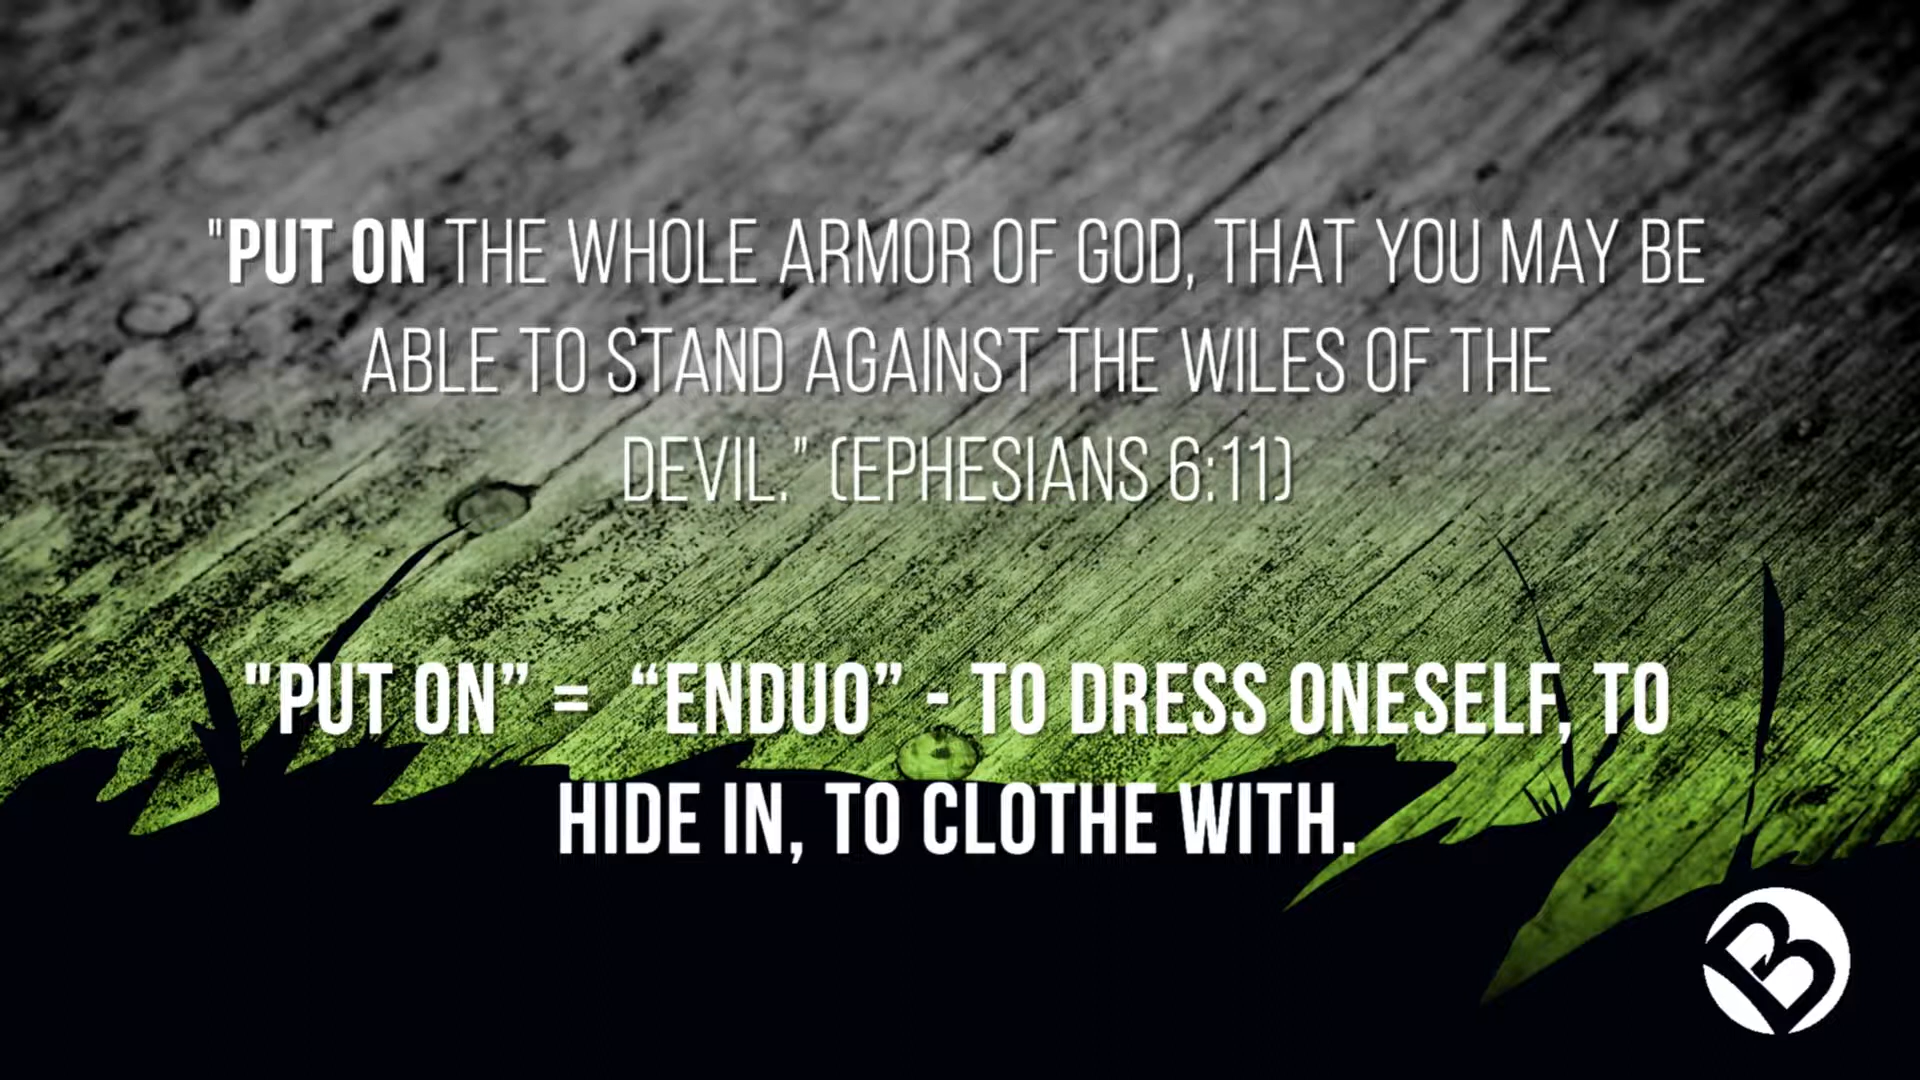 "PUT ON THE WHOLE ARMOR OF GOD, THAT YOU MAY BE
ABLE TO STAND AGAINST THE WILES OF THE
DEVIL.” (EPHESIANS 6:11)
"PUT ON” = “ENDUO” - TO DRESS ONESELF, TO
HIDE IN, TO CLOTHE WITH.
B